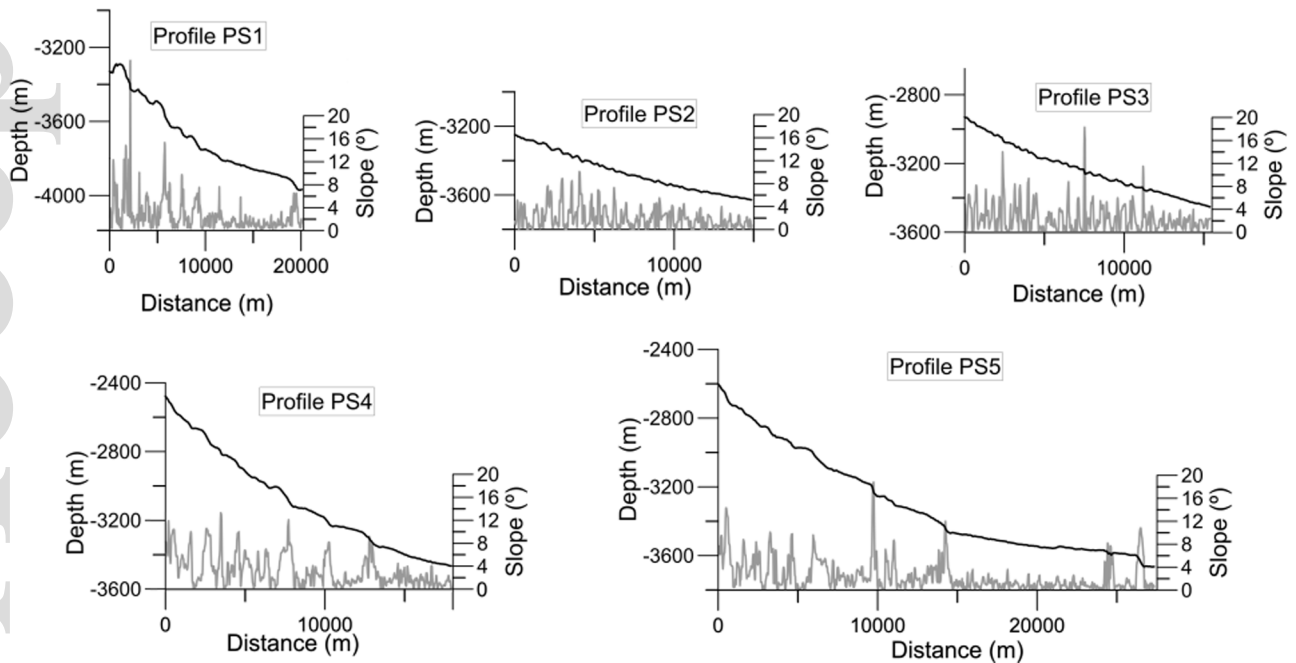 Profile PS1
Depth (m)
-3200
-3600
-4000
20
16
12
8
4
0
Slope (º)
0 10000 20000
Distance (m)
Profile PS2
Depth (m)
-3200
-3600
20
16
12
8
4
0
Slope (º)
0 10000
Distance (m)
Profile PS3
Depth (m)
-2800
-3200
-3600
20
16
12
8
4
0
Slope (º)
0 10000
Distance (m)
Profile PS4
Depth (m)
-2400
-2800
-3200
-3600
20
16
12
8
4
0
Slope (º)
0 10000
Distance (m)
Profile PS5
Depth (m)
-2400
-2800
-3200
-3600
20
16
12
8
4
0
Slope (º)
0 10000 20000
Distance (m)